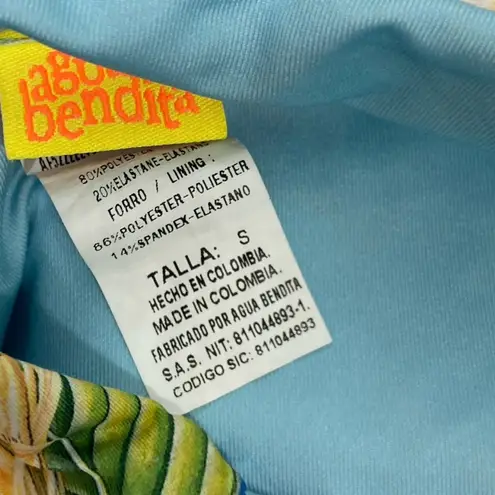 agua
bendita
80%POLYES
20%ELASTANE-ELASTAN
FORRO / LINING :
86%POLYESTER-POLIESTER
14%SPANDEX-ELASTANO
TALLA: S
HECHO EN COLOMBIA.
MADE IN COLOMBIA.
FABRICADO POR AGUA BENDITA
S.A.S. NIT: 811044893-1.
CODIGO SIC: 811044893